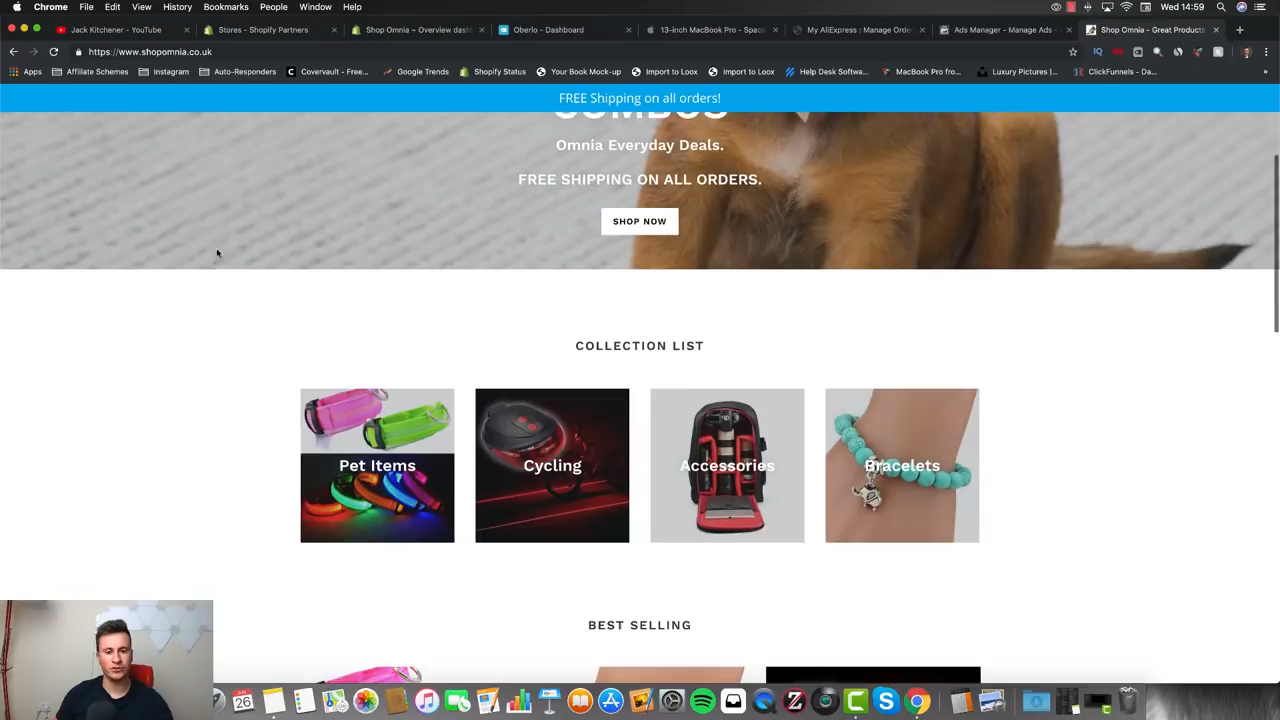 Chrome File Edit View History Bookmarks People Window Help Wed 14:59
Jack Kitchener - YouTube
Stores - Shopify Partners
Shop Omnia ~ Overview dash
Oberlo - Dashboard
13-inch MacBook Pro - Space
My AliExpress : Manage Orde
Ads Manager - Manage Ads -
Shop Omnia - Great Products
https://www.shopomnia.co.uk
Apps Affiliate Schemes Instagram Auto-Responders Covervault - Free... Google Trends Shopify Status Your Book Mock-up Import to Loox Import to Loox Help Desk Softwa... MacBook Pro fro... Luxury Pictures |... ClickFunnels - Da...
FREE Shipping on all orders!
Omnia Everyday Deals.
FREE SHIPPING ON ALL ORDERS.
SHOP NOW
COLLECTION LIST
Pet Items
Cycling
Accessories
Bracelets
BEST SELLING
JUN
26